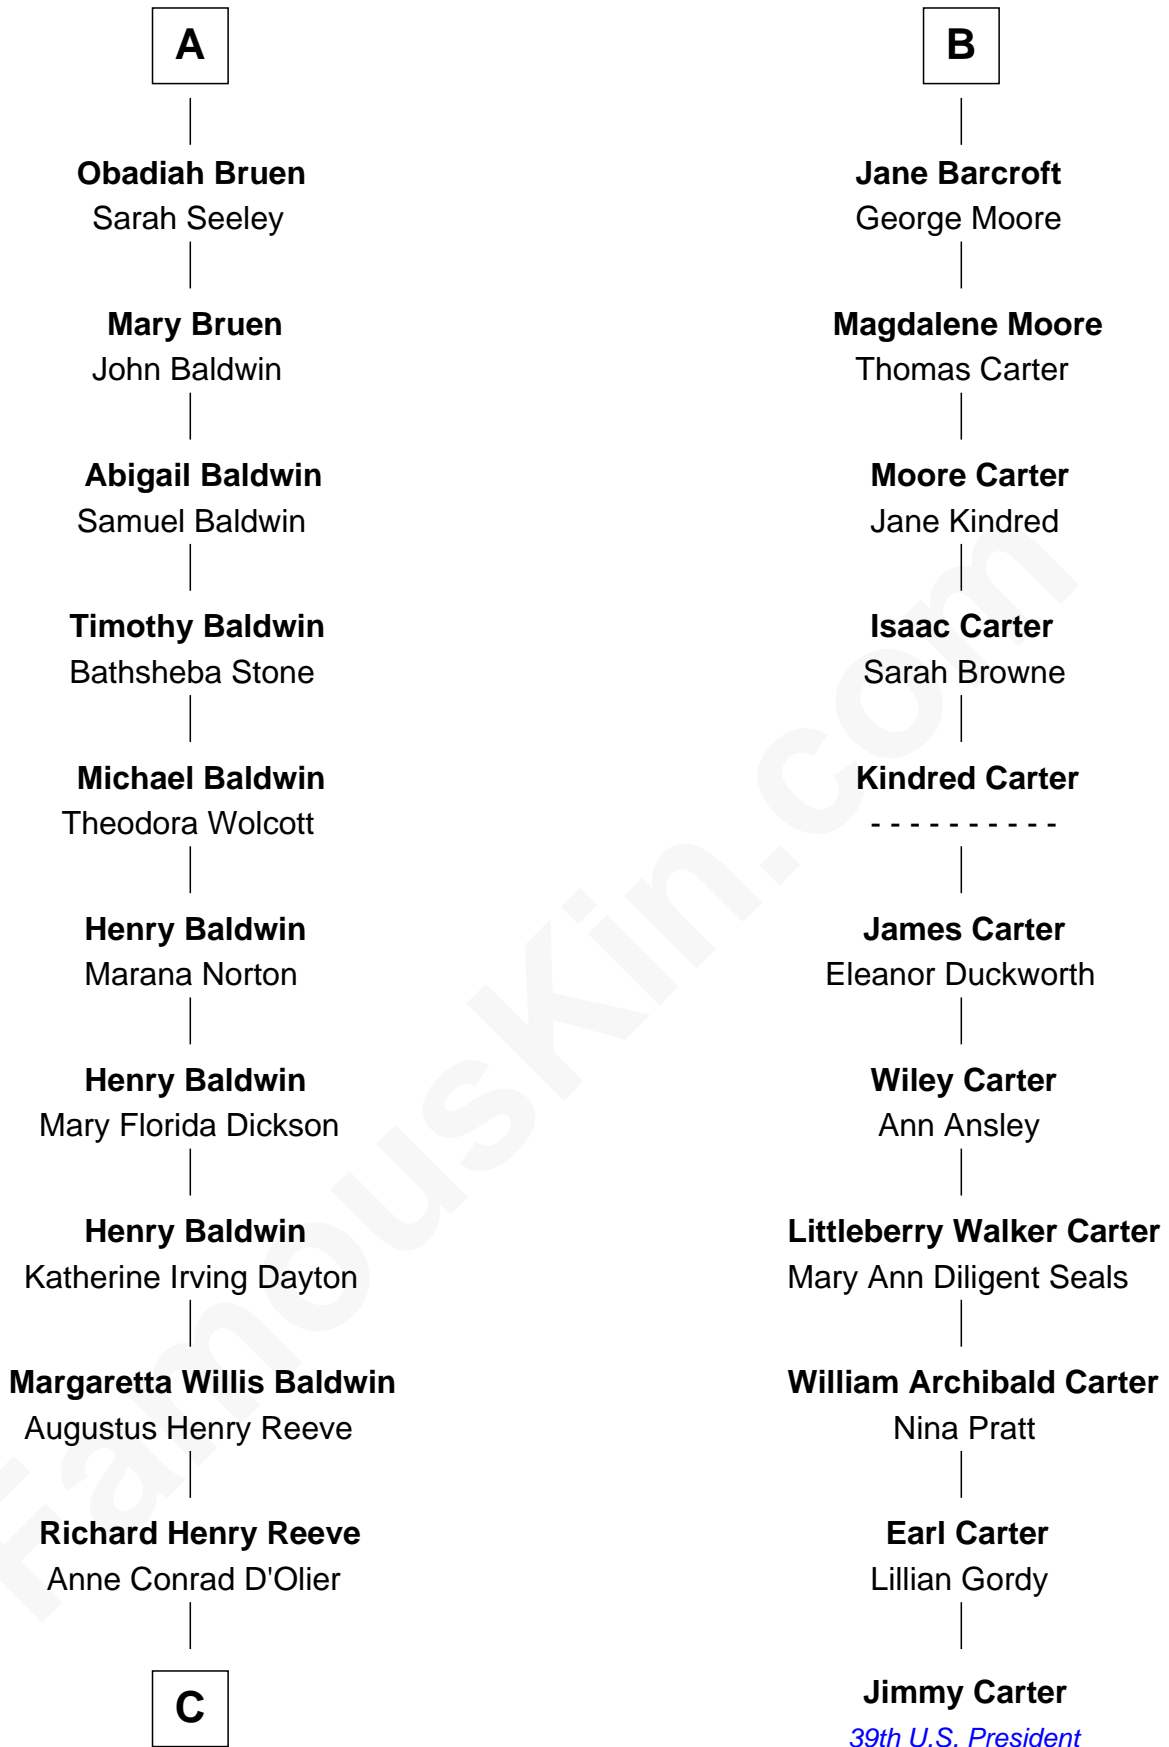 A
Obadiah Bruen
Sarah Seeley
Mary Bruen
John Baldwin
Abigail Baldwin
Samuel Baldwin
Timothy Baldwin
Bathsheba Stone
Michael Baldwin
Theodora Wolcott
Henry Baldwin
Marana Norton
Henry Baldwin
Mary Florida Dickson
Henry Baldwin
Katherine Irving Dayton
Margaretta Willis Baldwin
Augustus Henry Reeve
Richard Henry Reeve
Anne Conrad D'Olier
C
B
Jane Barcroft
George Moore
Magdalene Moore
Thomas Carter
Moore Carter
Jane Kindred
Isaac Carter
Sarah Browne
Kindred Carter
- - - - - - - - - -
James Carter
Eleanor Duckworth
Wiley Carter
Ann Ansley
Littleberry Walker Carter
Mary Ann Diligent Seals
William Archibald Carter
Nina Pratt
Earl Carter
Lillian Gordy
Jimmy Carter
39th U.S. President
FamousKin.com